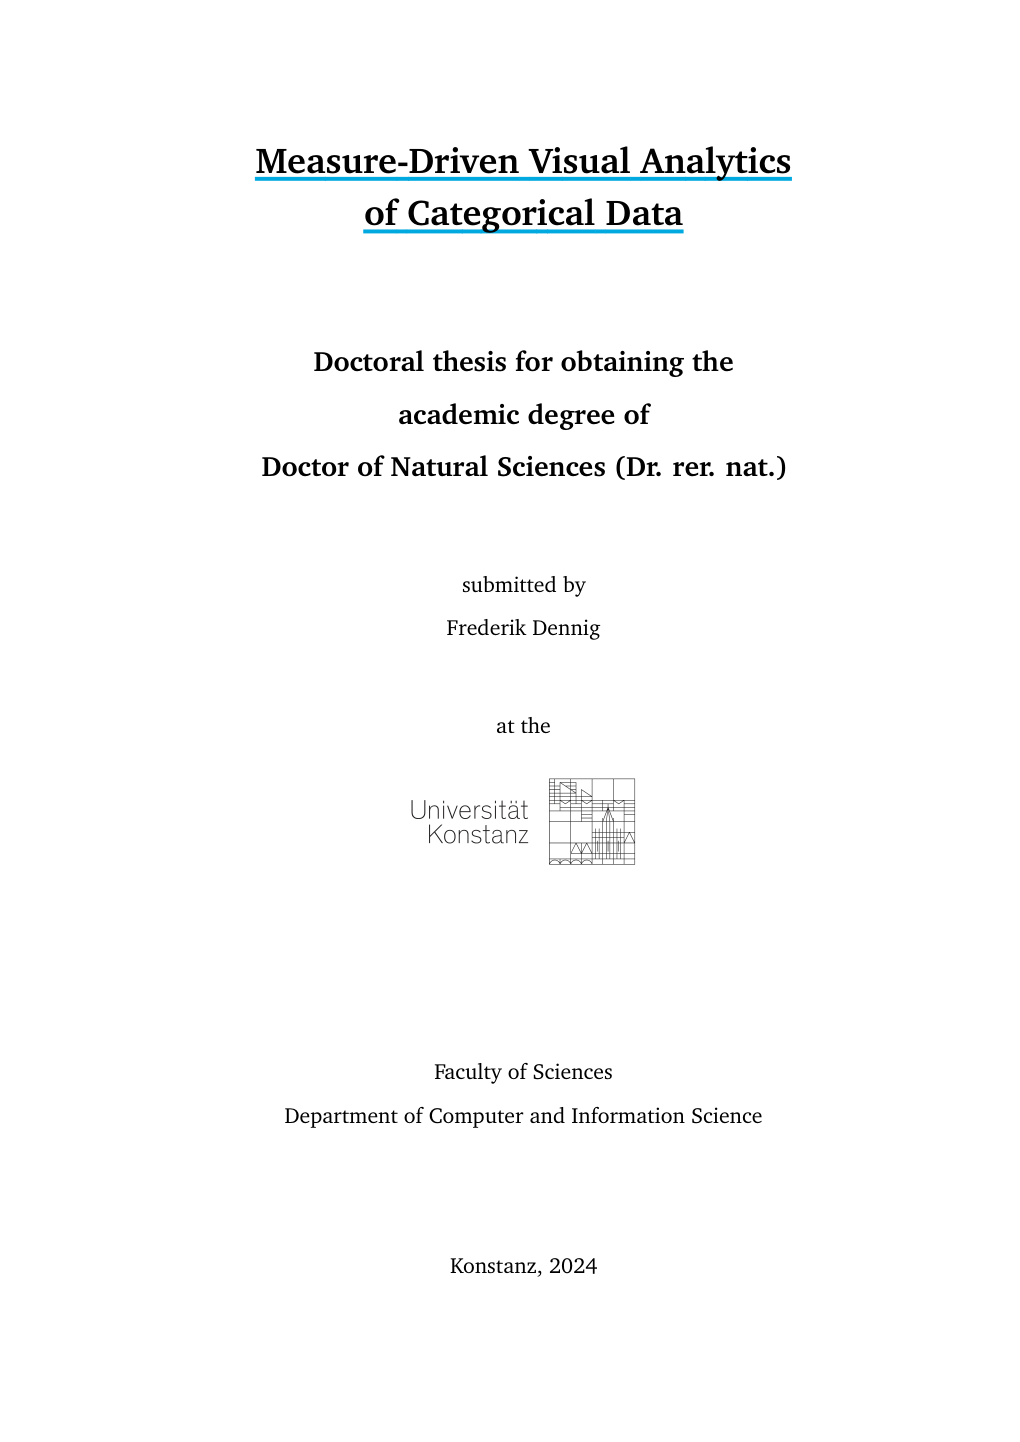 Measure-Driven Visual Analytics
of Categorical Data
Doctoral thesis for obtaining the
academic degree of
Doctor of Natural Sciences (Dr. rer. nat.)
submitted by
Frederik Dennig
at the
Universität
Konstanz
Faculty of Sciences
Department of Computer and Information Science
Konstanz, 2024